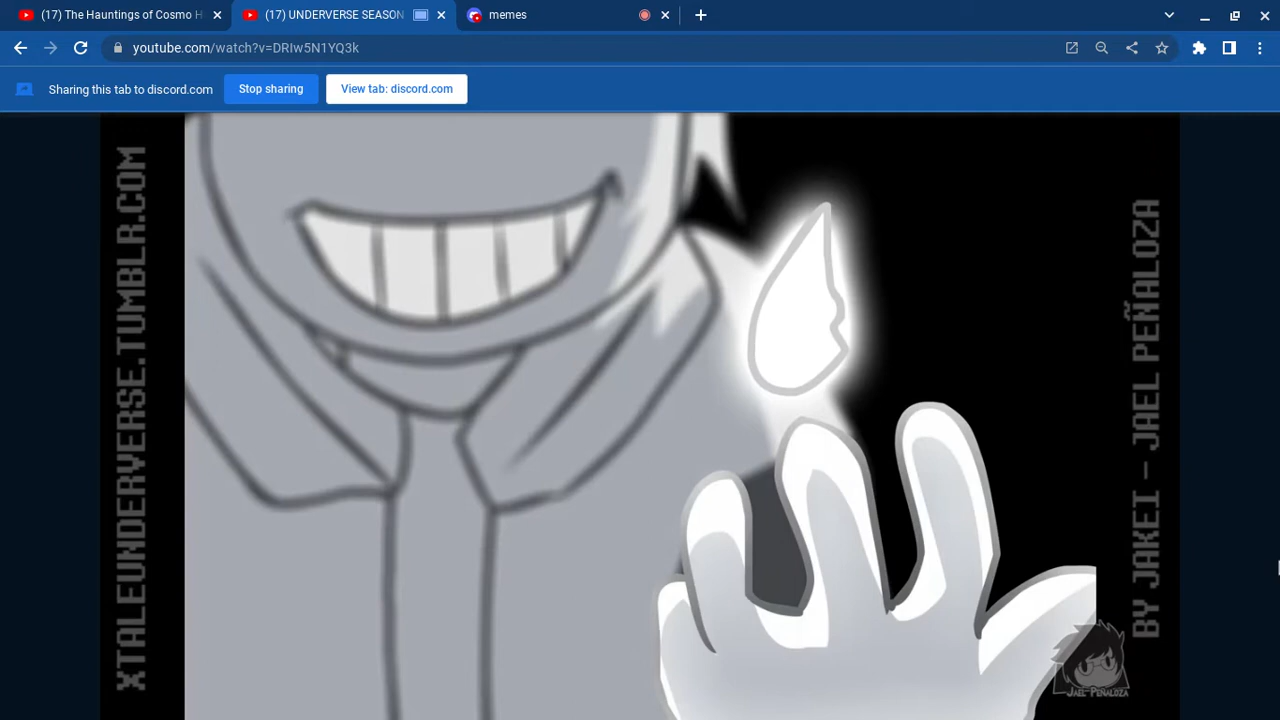 (17) The Hauntings of Cosmo H
(17) UNDERVERSE SEASON
memes
youtube.com/watch?v=DRIw5N1YQ3k
Sharing this tab to discord.com
Stop sharing
View tab: discord.com
XTALEUNDERVERSE.TUMBLR.COM
BY JAKEI - JAEL PEÑALOZA
JAEL PEÑALOZA